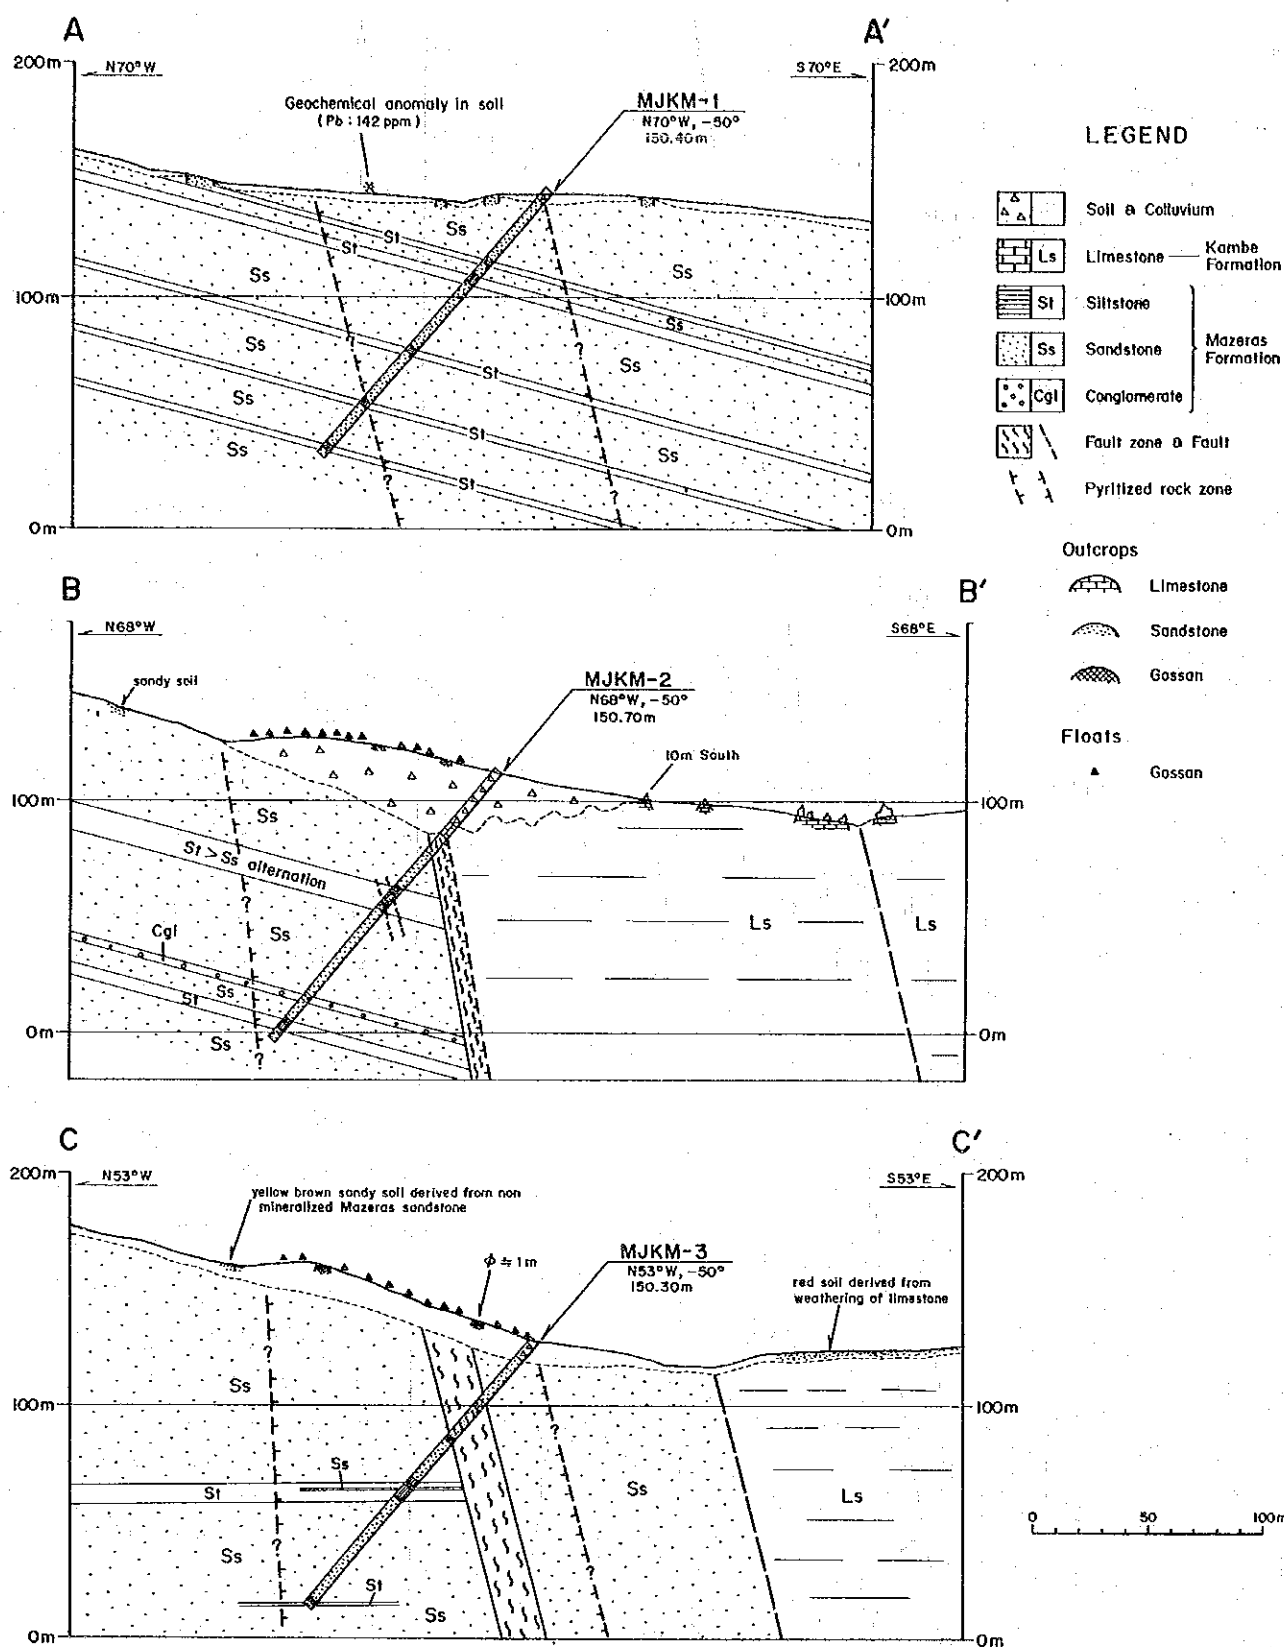 A
A'
200m
N70°W
S70°E
200m
Geochemical anomaly in soil
(Pb : 142 ppm)
MJKM-1
N70°W, -50°
150.40m
St
St
Ss
Ss
Ss
100m
100m
Ss
?
?
Ss
St
Ss
Ss
St
Ss
Ss
?
St
?
0m
0m
LEGEND
Soil & Colluvium
Ls
Limestone
Kambe
Formation
St
Siltstone
Ss
Sandstone
Mazeras
Formation
Cgl
Conglomerate
Fault zone & Fault
Pyritized rock zone
Outcrops
Limestone
Sandstone
Gossan
Floats
Gossan
B
B'
N68°W
S68°E
sandy soil
MJKM-2
N68°W, -50°
150.70m
10m South
100m
100m
Ss
St > Ss alternation
?
Cgl
Ss
Ls
Ls
Ss
St
0m
0m
Ss
?
C
C'
200m
N53°W
S53°E
200m
yellow brown sandy soil derived from non
mineralized Mazeras sandstone
ϕ ≒ 1m
MJKM-3
N53°W, -50°
150.30m
red soil derived from
weathering of limestone
?
Ss
100m
100m
?
Ss
St
Ss
Ls
Ss
?
St
?
Ss
0m
0m
0
50
100m